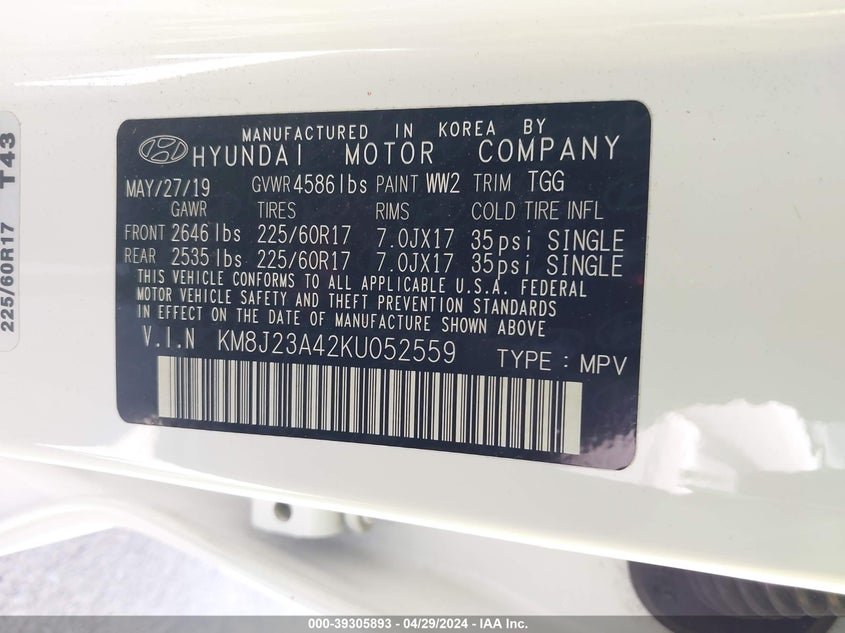 MANUFACTURED IN KOREA BY
HYUNDAI MOTOR COMPANY
MAY/27/19 GVWR 4586lbs PAINT WW2 TRIM TGG
GAWR TIRES RIMS COLD TIRE INFL
FRONT 2646 lbs 225/60R17 7.0JX17 35psi SINGLE
REAR 2535 lbs 225/60R17 7.0JX17 35psi SINGLE
THIS VEHICLE CONFORMS TO ALL APPLICABLE U.S.A. FEDERAL
MOTOR VEHICLE SAFETY AND THEFT PREVENTION STANDARDS
IN EFFECT ON THE DATE OF MANUFACTURE SHOWN ABOVE
V.I.N KM8J23A42KU052559 TYPE : MPV
225/60R17 T43
000-39305893 - 04/29/2024 - IAA Inc.